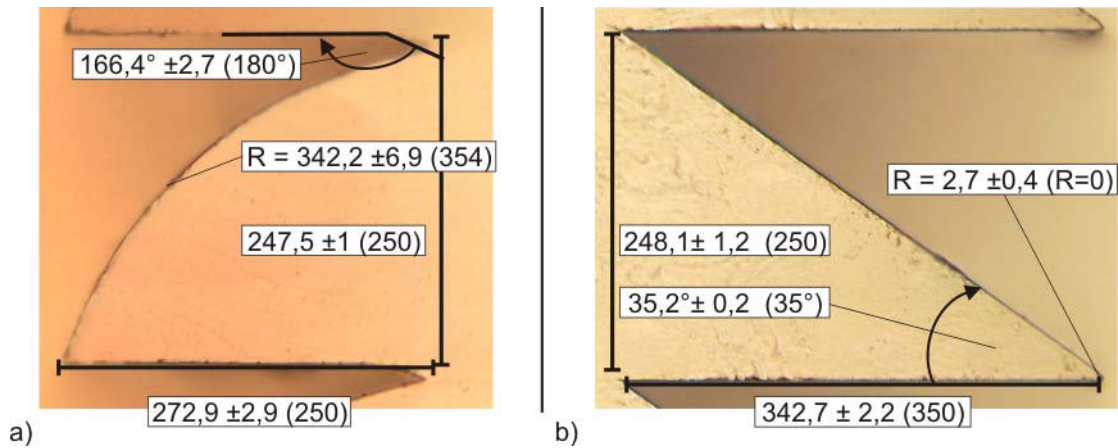 166,4° ±2,7 (180°)
R = 342,2 ±6,9 (354)
247,5 ±1 (250)
272,9 ±2,9 (250)
a)
R = 2,7 ±0,4 (R=0)
248,1± 1,2 (250)
35,2°± 0,2 (35°)
342,7 ± 2,2 (350)
b)